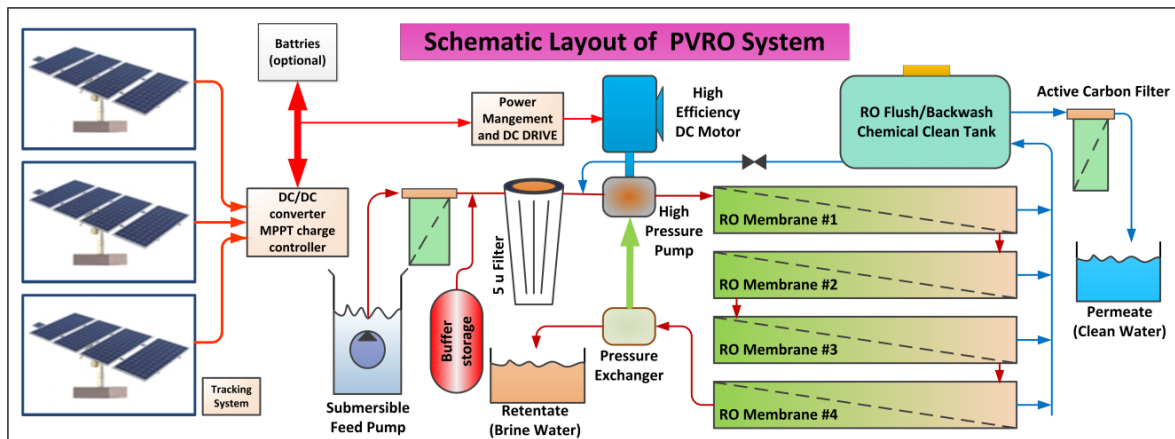 Schematic Layout of PVRO System
Battries
(optional)
Power
Mangement
and DC DRIVE
High
Efficiency
DC Motor
RO Flush/Backwash
Chemical Clean Tank
Active Carbon Filter
DC/DC
converter
MPPT charge
controller
5 u Filter
High
Pressure
Pump
RO Membrane #1
RO Membrane #2
RO Membrane #3
RO Membrane #4
Buffer
storage
Pressure
Exchanger
Permeate
(Clean Water)
Tracking
System
Submersible
Feed Pump
Retentate
(Brine Water)